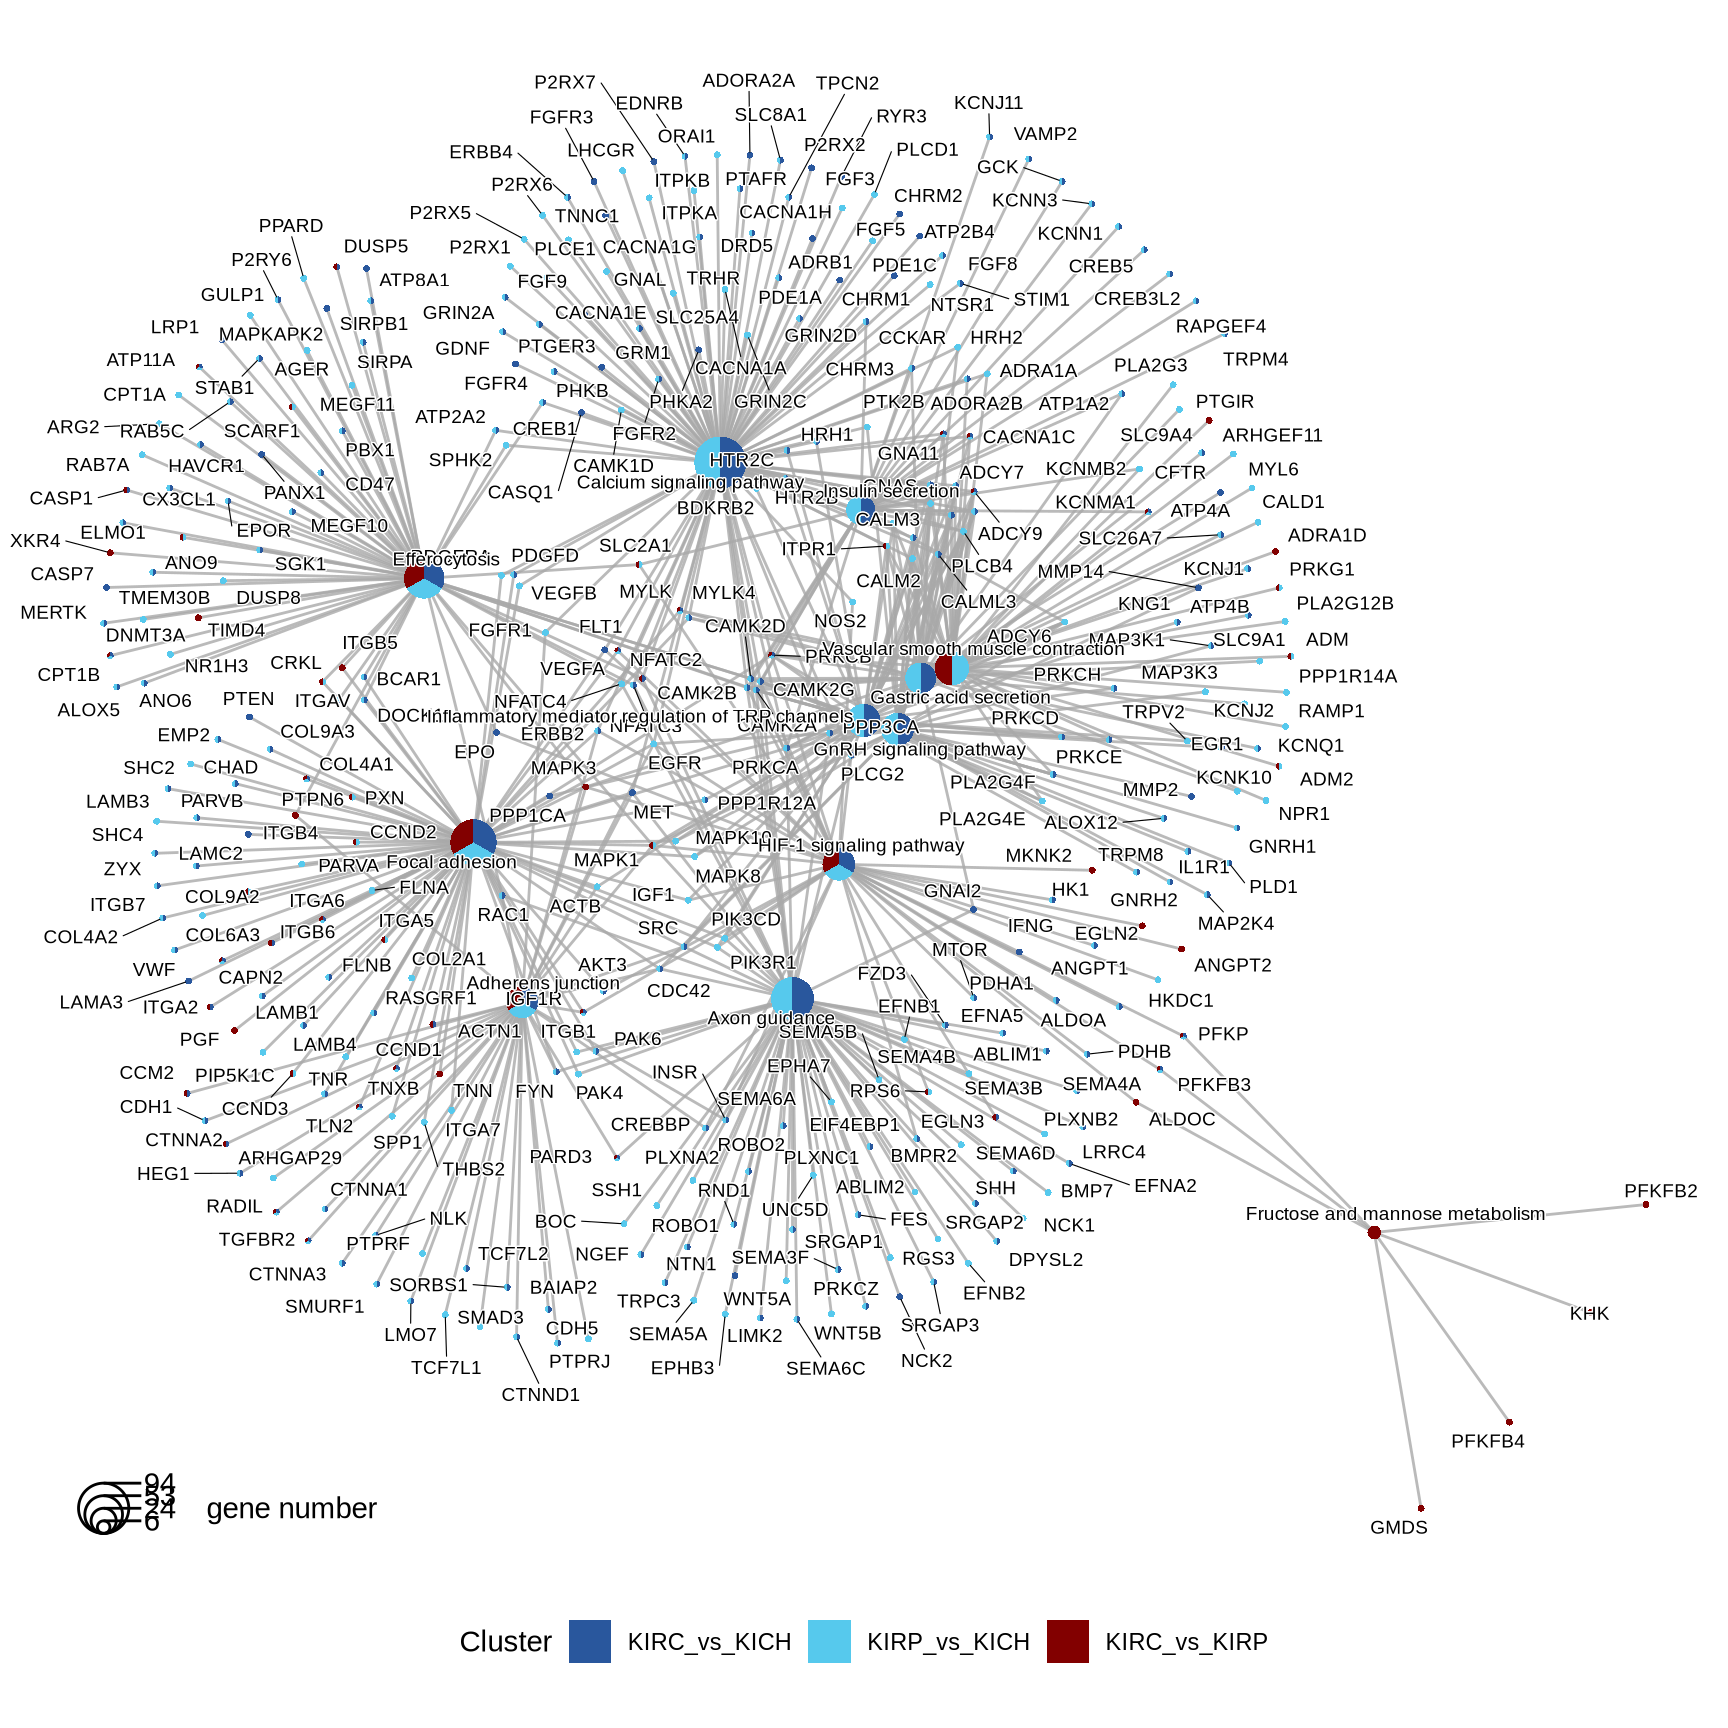 P2RX7
ADORA2A
TPCN2
EDNRB
KCNJ11
FGFR3
SLC8A1
RYR3
VAMP2
ORAI1
P2RX2
ERBB4
LHCGR
PLCD1
GCK
P2RX6
ITPKB
PTAFR
FGF3
CHRM2
KCNN3
P2RX5
TNNC1
ITPKA
CACNA1H
PPARD
DUSP5
P2RX1
PLCE1
CACNA1G
DRD5
FGF5
ATP2B4
KCNN1
P2RY6
ATP8A1
FGF9
GNAL
TRHR
ADRB1
PDE1C
FGF8
CREB5
GULP1
PDE1A
CHRM1
NTSR1
STIM1
CREB3L2
LRP1
MAPKAPK2
SIRPB1
GRIN2A
CACNA1E
SLC25A4
GRIN2D
CCKAR
HRH2
RAPGEF4
ATP11A
AGER
SIRPA
GDNF
PTGER3
GRM1
CACNA1A
CHRM3
ADRA1A
PLA2G3
TRPM4
CPT1A
STAB1
MEGF11
FGFR4
PHKB
PHKA2
GRIN2C
PTK2B
ADORA2B
ATP1A2
PTGIR
ARG2
RAB5C
SCARF1
PBX1
ATP2A2
CREB1
FGFR2
HRH1
CACNA1C
SLC9A4
ARHGEF11
RAB7A
HAVCR1
SPHK2
CAMK1D
HTR2C
GNA11
ADCY7
KCNMB2
CFTR
MYL6
CASP1
CX3CL1
PANX1
CD47
CASQ1
Calcium signaling pathway
HTR2B
Insulin secretion
GNAS
KCNMA1
ATP4A
CALD1
XKR4
ELMO1
EPOR
MEGF10
BDKRB2
CALM3
ADCY9
SLC26A7
ADRA1D
CASP7
ANO9
SGK1
Efferocytosis
PDGFD
SLC2A1
ITPR1
PLCB4
MMP14
KCNJ1
PRKG1
MERTK
TMEM30B
DUSP8
VEGFB
MYLK
MYLK4
CALM2
CALML3
KNG1
ATP4B
PLA2G12B
DNMT3A
TIMD4
ITGB5
FGFR1
FLT1
CAMK2D
NOS2
ADCY6
MAP3K1
SLC9A1
ADM
CPT1B
NR1H3
CRKL
BCAR1
VEGFA
NFATC2
PRKCB
Vascular smooth muscle contraction
PRKCH
MAP3K3
PPP1R14A
ALOX5
ANO6
PTEN
ITGAV
NFATC4
CAMK2B
CAMK2G
Gastric acid secretion
TRPV2
KCNJ2
RAMP1
EMP2
COL9A3
Inflammatory mediator regulation of TRP channels
ERBB2
NFATC3
CAMK2A
PPP3CA
PRKCD
EGR1
KCNQ1
SHC2
CHAD
COL4A1
EPO
MAPK3
EGFR
PRKCA
PLCG2
GnRH signaling pathway
PRKCE
KCNK10
ADM2
LAMB3
PARVB
PTPN6
PXN
PPP1CA
MET
PPP1R12A
PLA2G4F
MMP2
NPR1
SHC4
ITGB4
CCND2
MAPK10
PLA2G4E
ALOX12
GNRH1
ZYX
LAMC2
PARVA
Focal adhesion
MAPK1
HIF-1 signaling pathway
MKNK2
TRPM8
IL1R1
PLD1
ITGB7
COL9A2
ITGA6
FLNA
MAPK8
GNAI2
HK1
GNRH2
MAP2K4
COL4A2
COL6A3
ITGB6
ITGA5
RAC1
ACTB
IGF1
SRC
PIK3CD
IFNG
EGLN2
VWF
CAPN2
FLNB
COL2A1
AKT3
PIK3R1
FZD3
MTOR
ANGPT1
ANGPT2
LAMA3
ITGA2
LAMB1
RASGRF1
Adherens junction
IGF1R
CDC42
PDHA1
HKDC1
PGF
ACTN1
ITGB1
Axon guidance
EFNB1
EFNA5
ALDOA
PFKP
CCM2
PIP5K1C
LAMB4
CCND1
PAK6
SEMA5B
SEMA4B
ABLIM1
PDHB
CDH1
CCND3
TNR
TNXB
TNN
FYN
PAK4
INSR
EPHA7
RPS6
SEMA3B
SEMA4A
PFKFB3
CTNNA2
TLN2
SPP1
ITGA7
CREBBP
SEMA6A
EIF4EBP1
EGLN3
PLXNB2
ALDOC
HEG1
ARHGAP29
THBS2
PARD3
PLXNA2
ROBO2
PLXNC1
BMPR2
SEMA6D
LRRC4
RADIL
CTNNA1
SSH1
RND1
ABLIM2
SHH
BMP7
EFNA2
PFKFB2
TGFBR2
PTPRF
NLK
BOC
ROBO1
UNC5D
FES
SRGAP2
NCK1
Fructose and mannose metabolism
CTNNA3
TCF7L2
NGEF
NTN1
SEMA3F
SRGAP1
RGS3
DPYSL2
SMURF1
SORBS1
BAIAP2
TRPC3
WNT5A
PRKCZ
EFNB2
KHK
LMO7
SMAD3
CDH5
SEMA5A
LIMK2
WNT5B
SRGAP3
TCF7L1
PTPRJ
EPHB3
SEMA6C
NCK2
CTNND1
PFKFB4
GMDS
94
53
24
6
gene number
Cluster
KIRC_vs_KICH
KIRP_vs_KICH
KIRC_vs_KIRP